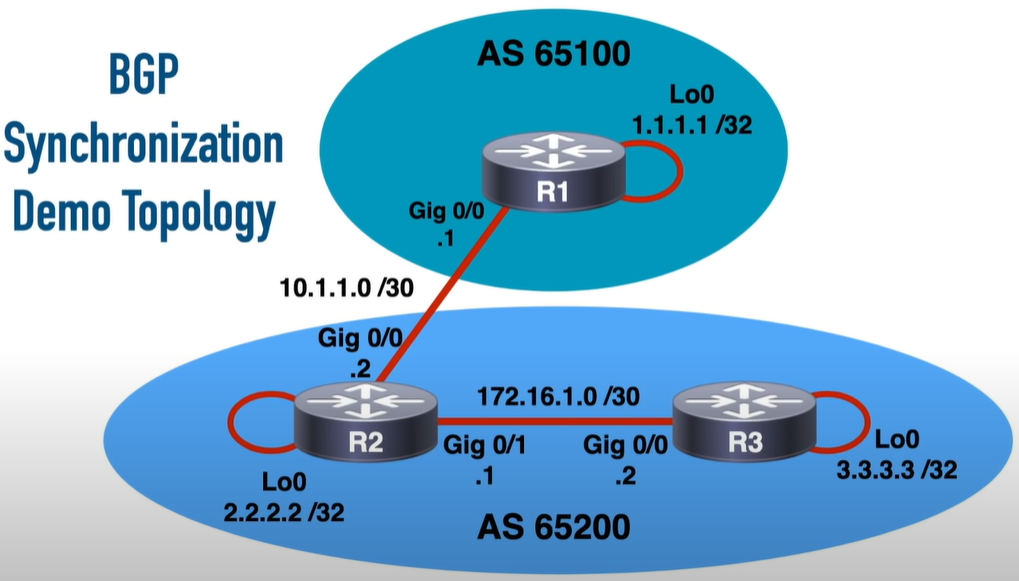 BGP
Synchronization
Demo Topology
AS 65100
Lo0
1.1.1.1 /32
R1
Gig 0/0
.1
10.1.1.0 /30
Gig 0/0
.2
172.16.1.0 /30
R2
Gig 0/1
.1
Gig 0/0
.2
R3
Lo0
3.3.3.3 /32
Lo0
2.2.2.2 /32
AS 65200